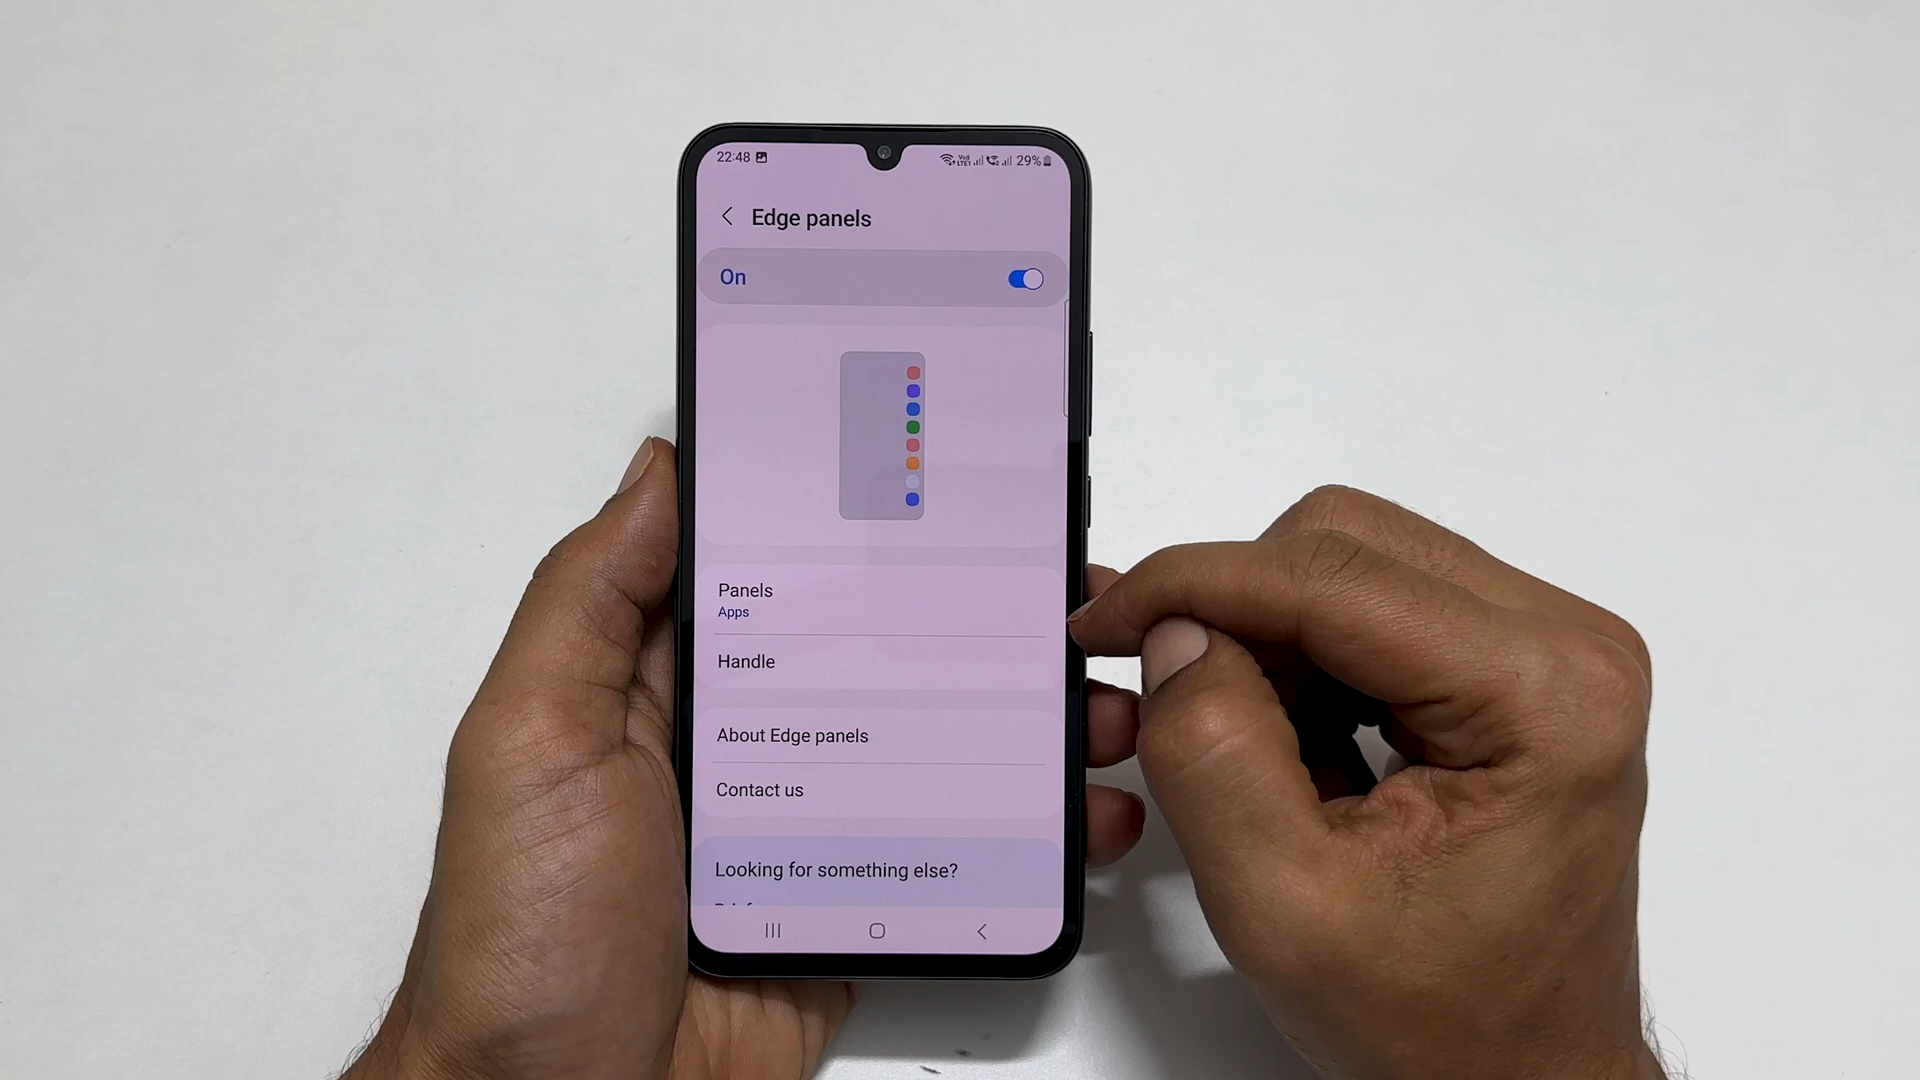 22:48 29%
Edge panels
On
Panels
Apps
Handle
About Edge panels
Contact us
Looking for something else?